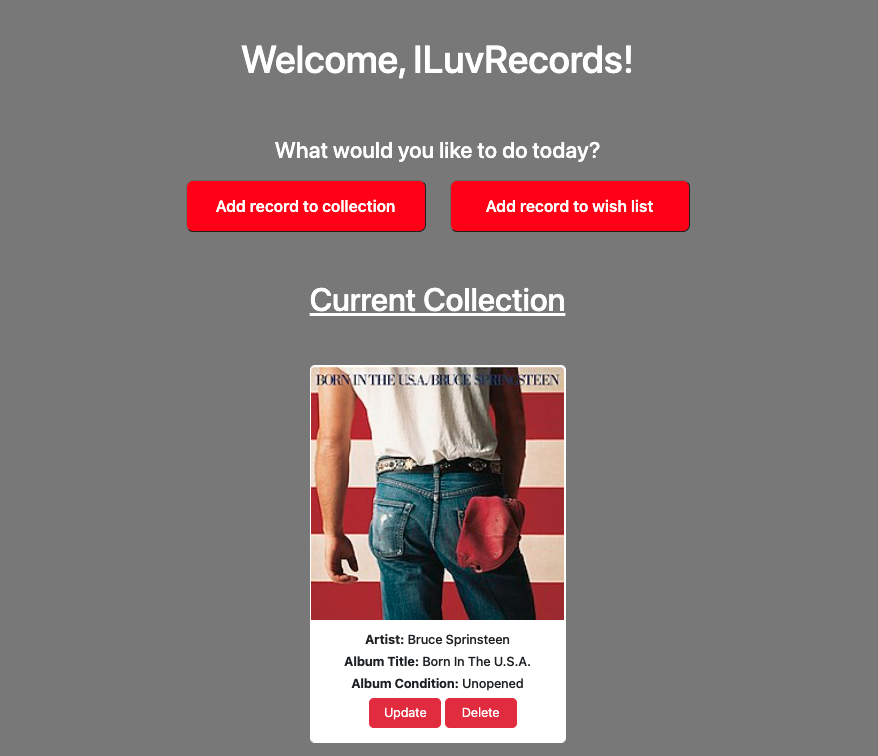 Welcome, ILuvRecords!
What would you like to do today?
Add record to collection
Add record to wish list
Current Collection
BORN IN THE U.S.A./BRUCE SPRINGSTEEN
Artist: Bruce Sprinsteen
Album Title: Born In The U.S.A.
Album Condition: Unopened
Update
Delete